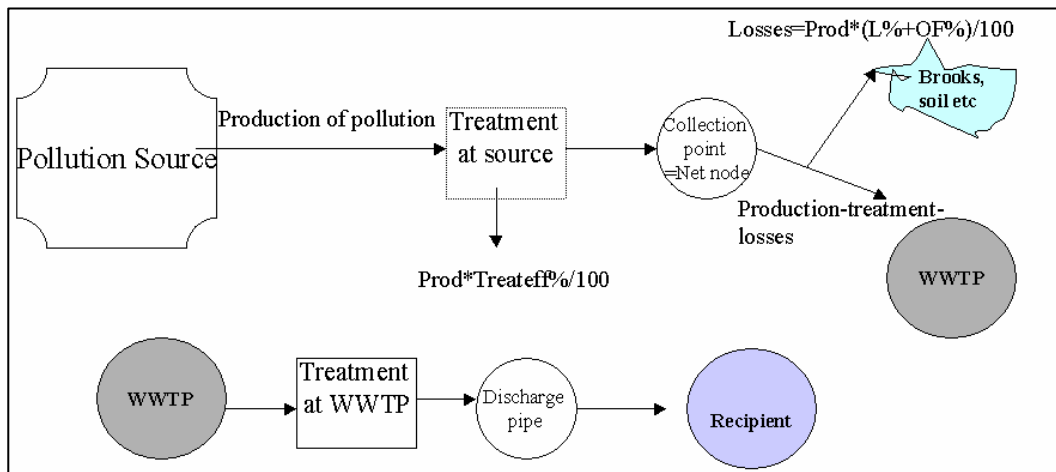 Losses=Prod*(L%+OF%)/100
Brooks,
soil etc
Production of pollution
Pollution Source
Treatment
at source
Collection
point
=Net node
Production-treatment-
losses
WWTP
Prod*Treateff%/100
WWTP
Treatment
at WWTP
Discharge
pipe
Recipient